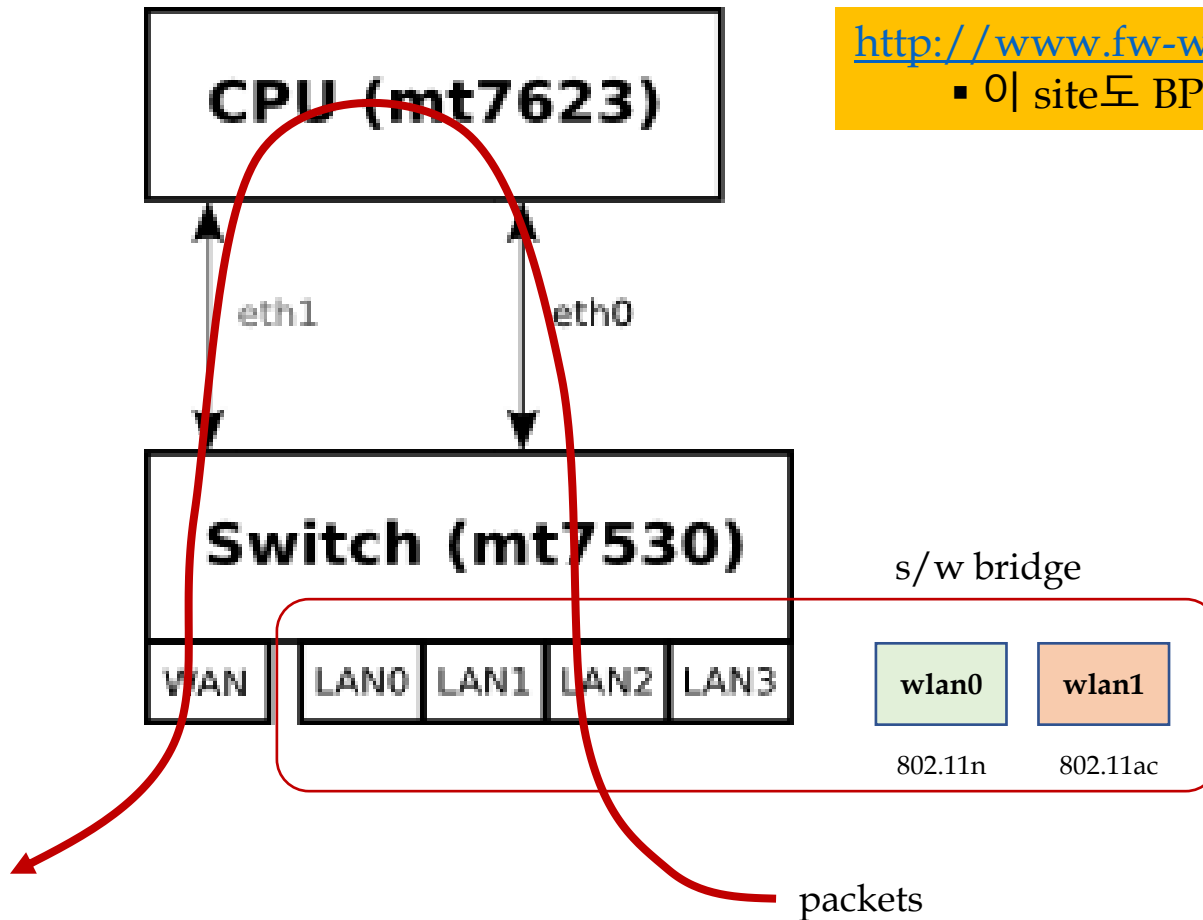 http://www.fw-w
▪ 이 site도 BP
CPU (mt7623)
eth1
eth0
Switch (mt7530)
s/w bridge
WAN
LAN0
LAN1
LAN2
LAN3
wlan0
wlan1
802.11n
802.11ac
packets